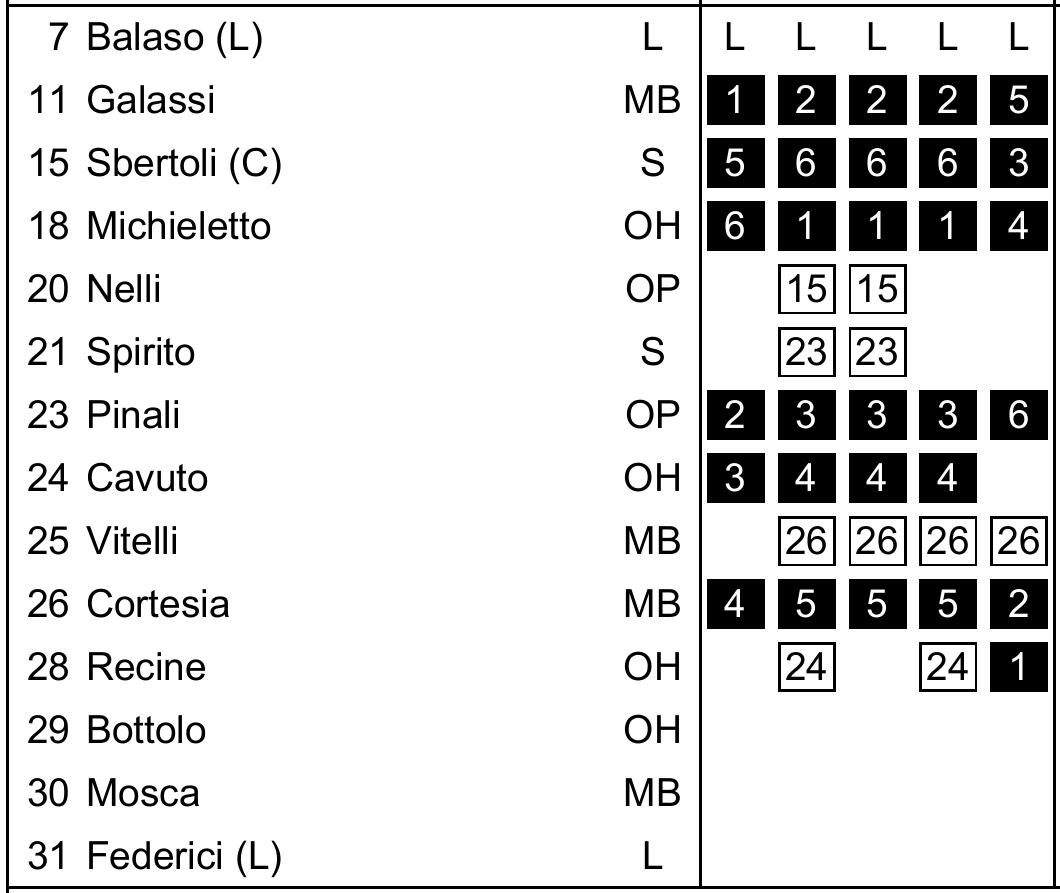 7 Balaso (L) L L L L L L
11 Galassi MB 1 2 2 2 5
15 Sbertoli (C) S 5 6 6 6 3
18 Michieletto OH 6 1 1 1 4
20 Nelli OP 15 15
21 Spirito S 23 23
23 Pinali OP 2 3 3 3 6
24 Cavuto OH 3 4 4 4
25 Vitelli MB 26 26 26 26
26 Cortesia MB 4 5 5 5 2
28 Recine OH 24 24 1
29 Bottolo OH
30 Mosca MB
31 Federici (L) L